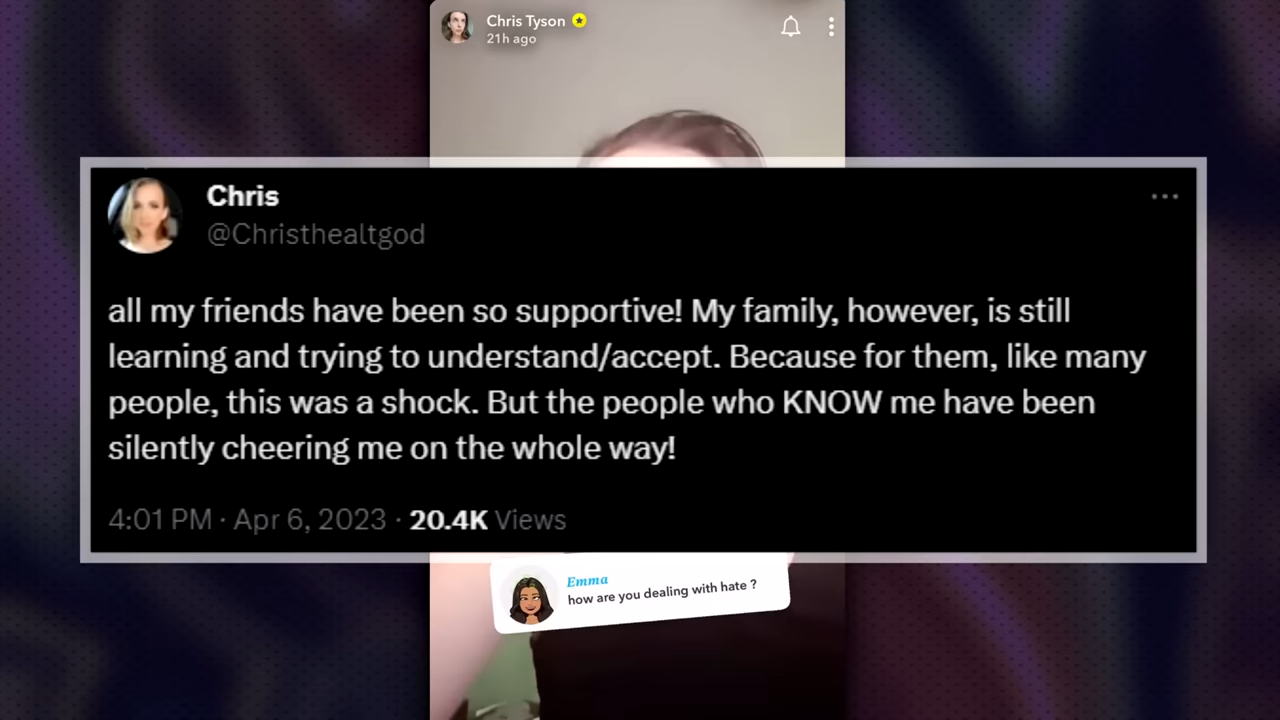 Chris Tyson
21h ago
Chris
@Christhealtgod
all my friends have been so supportive! My family, however, is still
learning and trying to understand/accept. Because for them, like many
people, this was a shock. But the people who KNOW me have been
silently cheering me on the whole way!
4:01 PM · Apr 6, 2023 · 20.4K Views
Emma
how are you dealing with hate ?